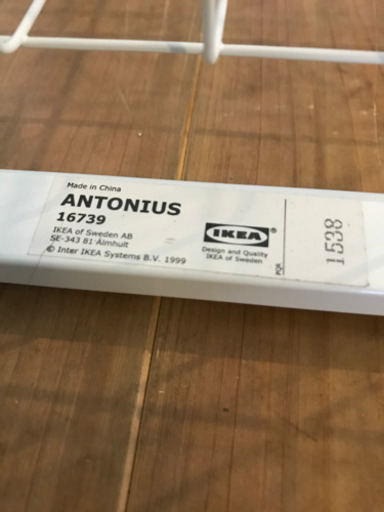 Made in China
ANTONIUS
16739
IKEA of Sweden AB
SE-343 81 Älmhult
© Inter IKEA Systems B.V. 1999
IKEA®
Design and Quality
IKEA of Sweden
1538